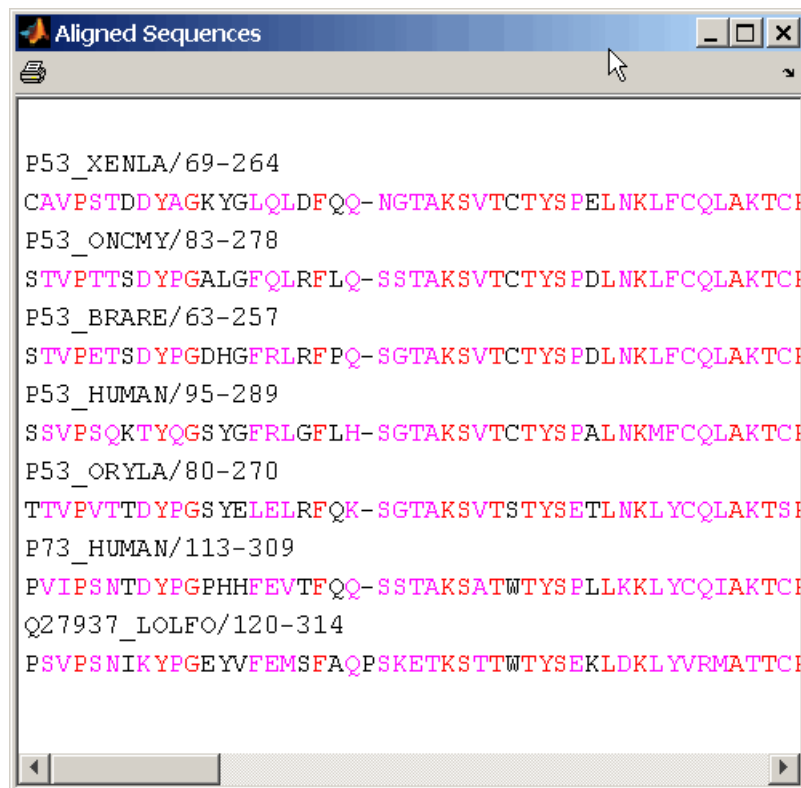 Aligned Sequences
P53_XENLA/69-264
CAVPSTDDYAGKYGLQLDFQQ-NGTAKSVTCTYSPELNKLFCQLAKTC
P53_ONCMY/83-278
STVPTTSDYPGALGFQLRFLQ-SSTAKSVTCTYSPDLNKLFCQLAKTC
P53_BRARE/63-257
STVPETSDYPGDHGFRLRFPQ-SGTAKSVTCTYSPDLNKLFCQLAKTC
P53_HUMAN/95-289
SSVPSQKTYQGSYGFRLGFLH-SGTAKSVTCTYSPALNKMFCQLAKTC
P53_ORYLA/80-270
TTVPVTTDYPGSYELELRFQK-SGTAKSVTSTYSETLNKLYCQLAKTS
P73_HUMAN/113-309
PVIPSNTDYPGPHHFEVTFQQ-SSTAKSATWTYSPLLKKLYCQIAKTC
Q27937_LOLFO/120-314
PSVPSNIKYPGEYVFEMSFAQPSKETKSTTWTYSEKLDKLYVRMATTC